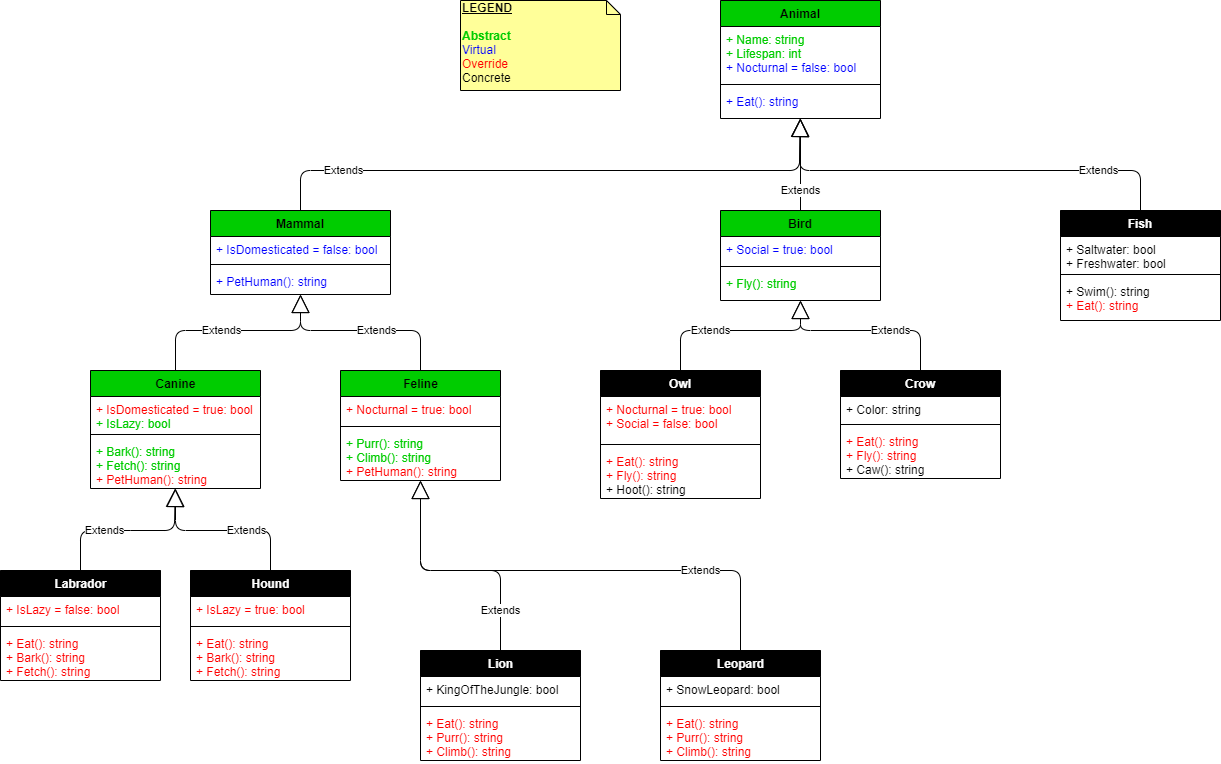 LEGEND
Abstract
Virtual
Override
Concrete
Animal
+ Name: string
+ Lifespan: int
+ Nocturnal = false: bool
+ Eat(): string
Extends
Extends
Extends
Mammal
+ IsDomesticated = false: bool
+ PetHuman(): string
Bird
+ Social = true: bool
+ Fly(): string
Fish
+ Saltwater: bool
+ Freshwater: bool
+ Swim(): string
+ Eat(): string
Extends
Extends
Extends
Extends
Canine
+ IsDomesticated = true: bool
+ IsLazy: bool
+ Bark(): string
+ Fetch(): string
+ PetHuman(): string
Feline
+ Nocturnal = true: bool
+ Purr(): string
+ Climb(): string
+ PetHuman(): string
Owl
+ Nocturnal = true: bool
+ Social = false: bool
+ Eat(): string
+ Fly(): string
+ Hoot(): string
Crow
+ Color: string
+ Eat(): string
+ Fly(): string
+ Caw(): string
Extends
Extends
Labrador
+ IsLazy = false: bool
+ Eat(): string
+ Bark(): string
+ Fetch(): string
Hound
+ IsLazy = true: bool
+ Eat(): string
+ Bark(): string
+ Fetch(): string
Extends
Extends
Lion
+ KingOfTheJungle: bool
+ Eat(): string
+ Purr(): string
+ Climb(): string
Leopard
+ SnowLeopard: bool
+ Eat(): string
+ Purr(): string
+ Climb(): string